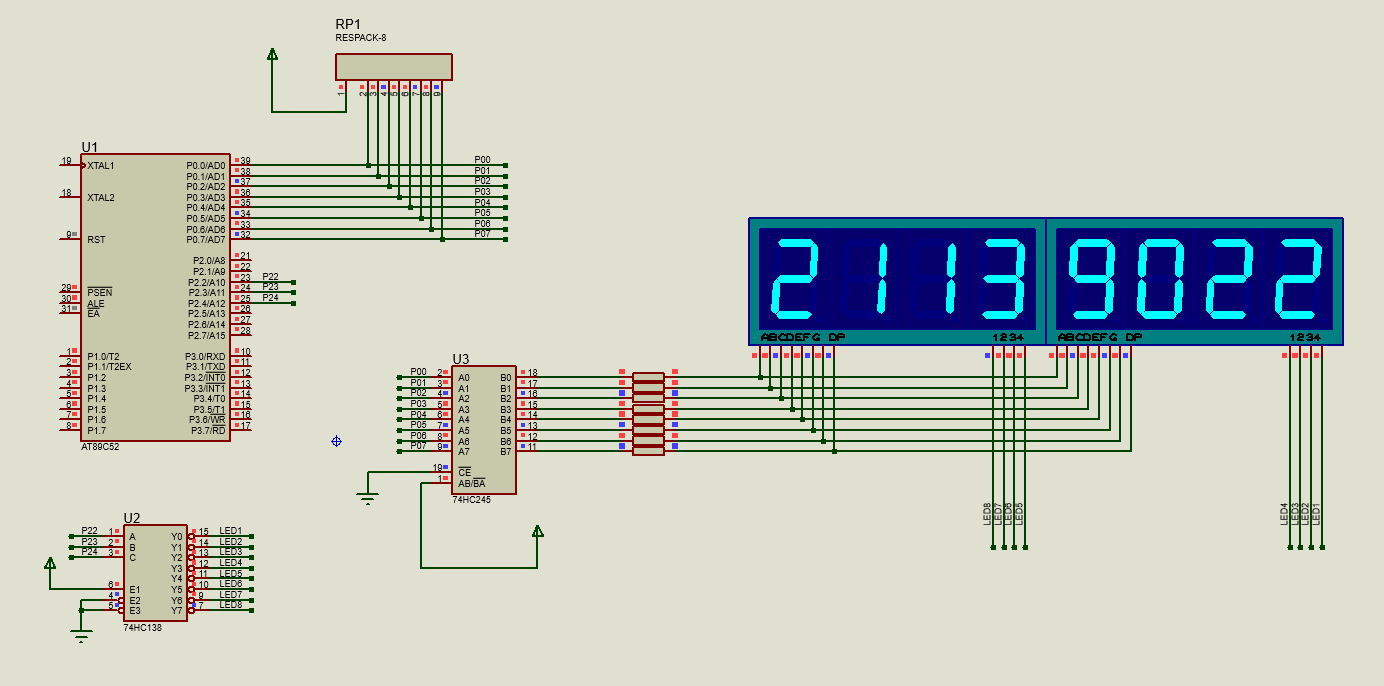 RP1
RESPACK-8
1 2 3 4 5 6 7 8 9
U1
19 XTAL1
18 XTAL2
9 RST
29 PSEN
30 ALE
31 EA
1 P1.0/T2
2 P1.1/T2EX
3 P1.2
4 P1.3
5 P1.4
6 P1.5
7 P1.6
8 P1.7
P0.0/AD0 39 P00
P0.1/AD1 38 P01
P0.2/AD2 37 P02
P0.3/AD3 36 P03
P0.4/AD4 35 P04
P0.5/AD5 34 P05
P0.6/AD6 33 P06
P0.7/AD7 32 P07
P2.0/A8 21
P2.1/A9 22
P2.2/A10 23 P22
P2.3/A11 24 P23
P2.4/A12 25 P24
P2.5/A13 26
P2.6/A14 27
P2.7/A15 28
P3.0/RXD 10
P3.1/TXD 11
P3.2/INT0 12
P3.3/INT1 13
P3.4/T0 14
P3.5/T1 15
P3.6/WR 16
P3.7/RD 17
AT89C52
2 1 1 3 9 0 2 2
ABCDEFG DP 1234
ABCDEFG DP 1234
U3
P00 2 A0 B0 18
P01 3 A1 B1 17
P02 4 A2 B2 16
P03 5 A3 B3 15
P04 6 A4 B4 14
P05 7 A5 B5 13
P06 8 A6 B6 12
P07 9 A7 B7 11
19 CE
1 AB/BA
74HC245
LED8 LED7 LED6 LED5
LED4 LED3 LED2 LED1
U2
P22 1 A Y0 15 LED1
P23 2 B Y1 14 LED2
P24 3 C Y2 13 LED3
Y3 12 LED4
Y4 11 LED5
6 E1 Y5 10 LED6
4 E2 Y6 9 LED7
5 E3 Y7 7 LED8
74HC138